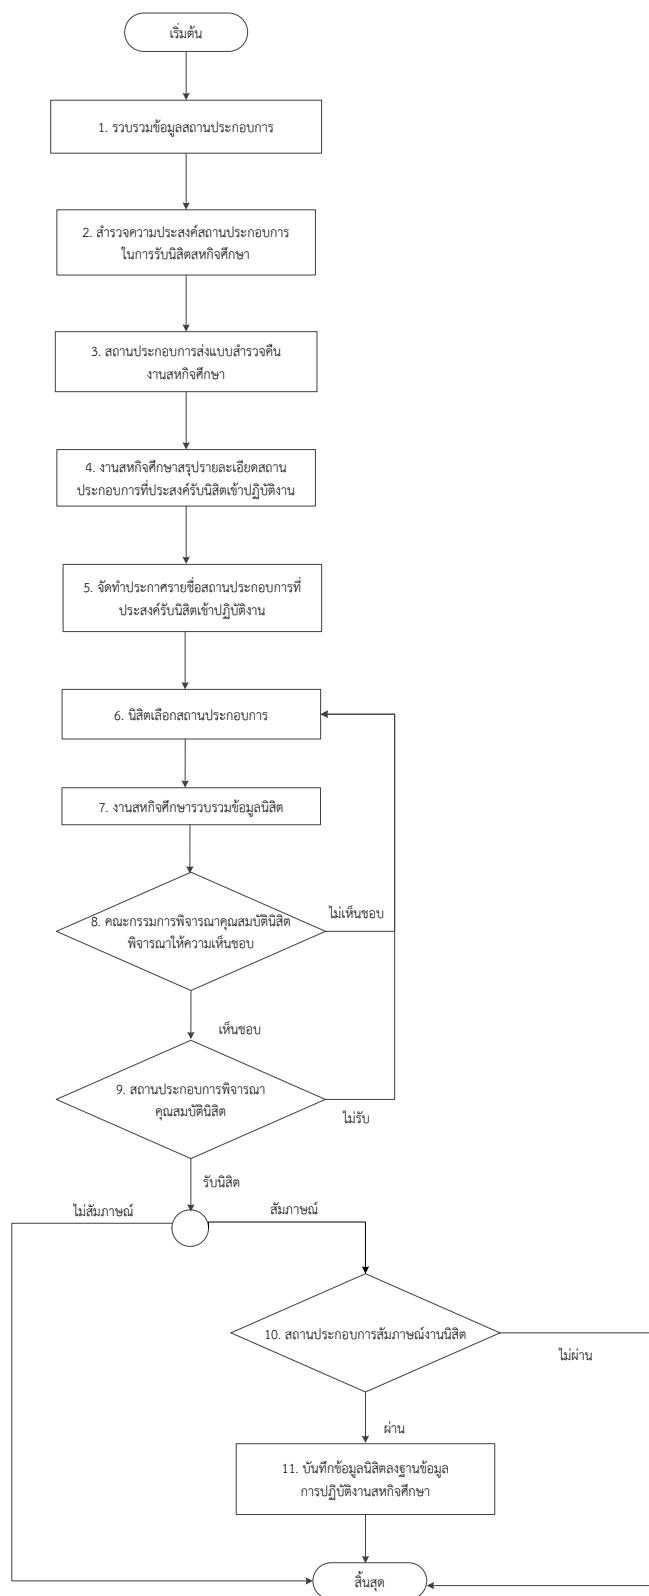 เริ่มต้น
1. รวบรวมข้อมูลสถานประกอบการ
2. สำรวจความประสงค์สถานประกอบการ
ในการรับนิสิตสหกิจศึกษา
3. สถานประกอบการส่งแบบสำรวจคืน
งานสหกิจศึกษา
4. งานสหกิจศึกษาสรุปรายละเอียดสถาน
ประกอบการที่ประสงค์รับนิสิตเข้าปฏิบัติงาน
5. จัดทำประกาศรายชื่อสถานประกอบการที่
ประสงค์รับนิสิตเข้าปฏิบัติงาน
6. นิสิตเลือกสถานประกอบการ
7. งานสหกิจศึกษารวบรวมข้อมูลนิสิต
8. คณะกรรมการพิจารณาคุณสมบัตินิสิต
พิจารณาให้ความเห็นชอบ
ไม่เห็นชอบ
เห็นชอบ
9. สถานประกอบการพิจารณา
คุณสมบัตินิสิต
ไม่รับ
รับนิสิต
ไม่สัมภาษณ์
สัมภาษณ์
10. สถานประกอบการสัมภาษณ์งานนิสิต
ไม่ผ่าน
ผ่าน
11. บันทึกข้อมูลนิสิตลงฐานข้อมูล
การปฏิบัติงานสหกิจศึกษา
สิ้นสุด